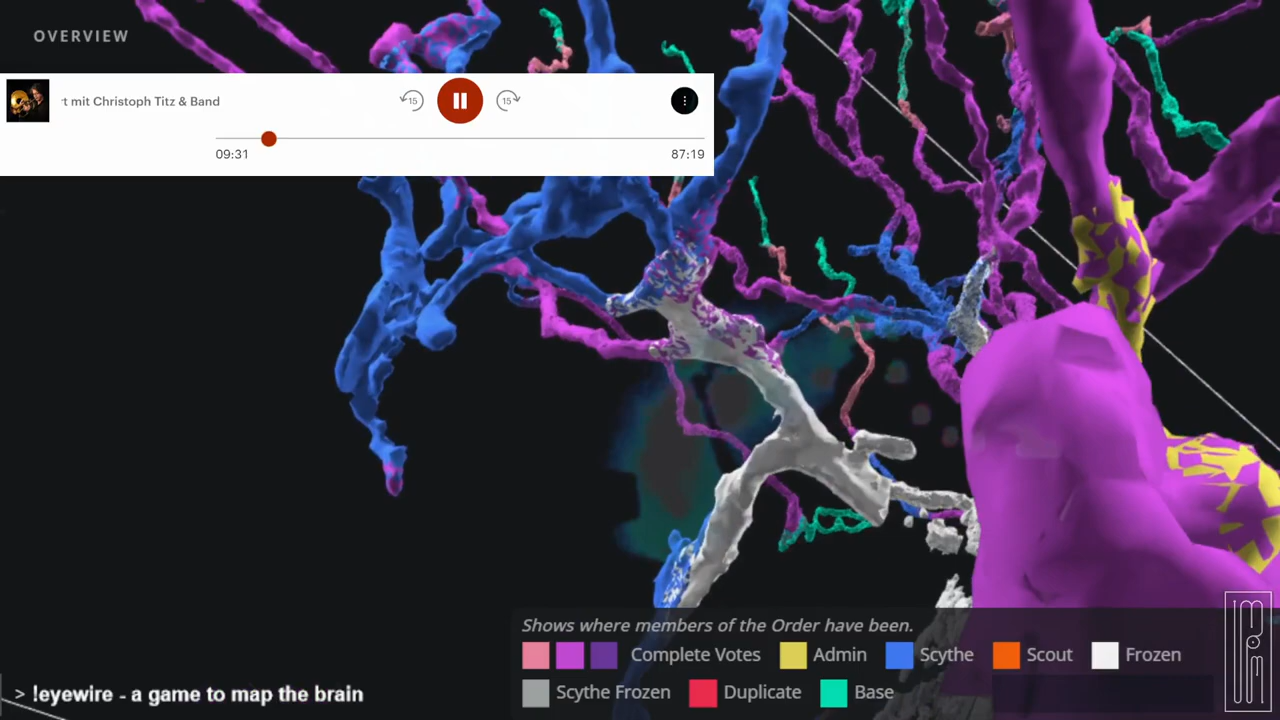 OVERVIEW
't mit Christoph Titz & Band
15
15
09:31
87:19
Shows where members of the Order have been.
Complete Votes
Admin
Scythe
Scout
Frozen
Scythe Frozen
Duplicate
Base
> !eyewire - a game to map the brain